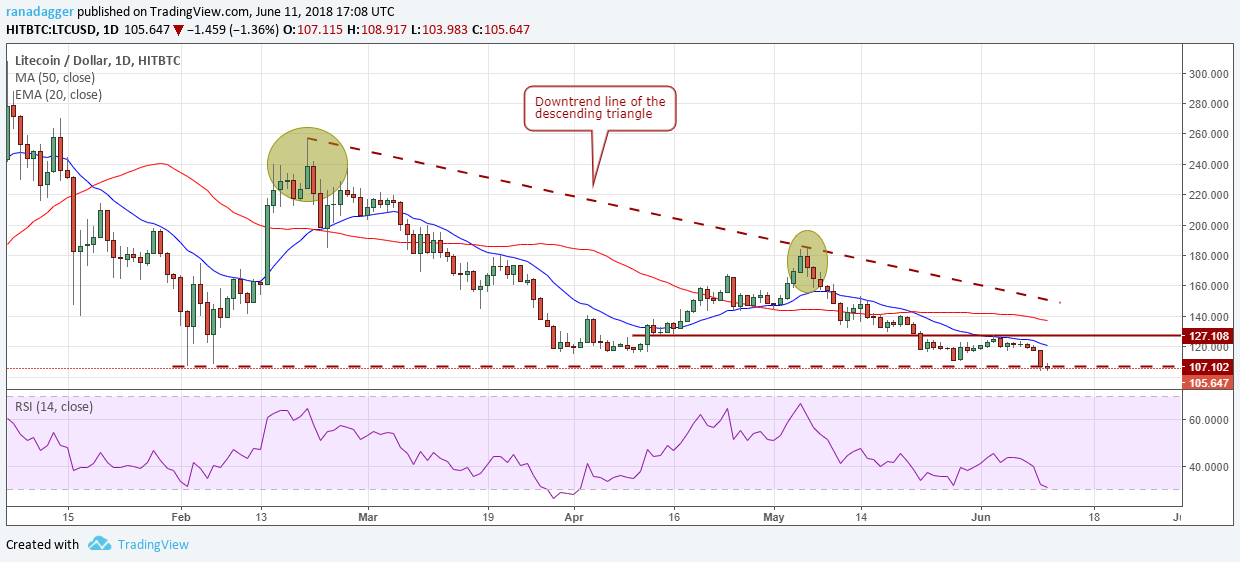 ranadagger published on TradingView.com, June 11, 2018 17:08 UTC
HITBTC:LTCUSD, 1D 105.647 ▼ −1.459 (−1.36%) O:107.115 H:108.917 L:103.983 C:105.647
Litecoin / Dollar, 1D, HITBTC
MA (50, close)
EMA (20, close)
Downtrend line of the
descending triangle
300.000
280.000
260.000
240.000
220.000
200.000
180.000
160.000
140.000
127.108
120.000
107.102
105.647
RSI (14, close)
60.0000
40.0000
15 Feb 13 Mar 19 Apr 16 May 14 Jun 18
Created with TradingView